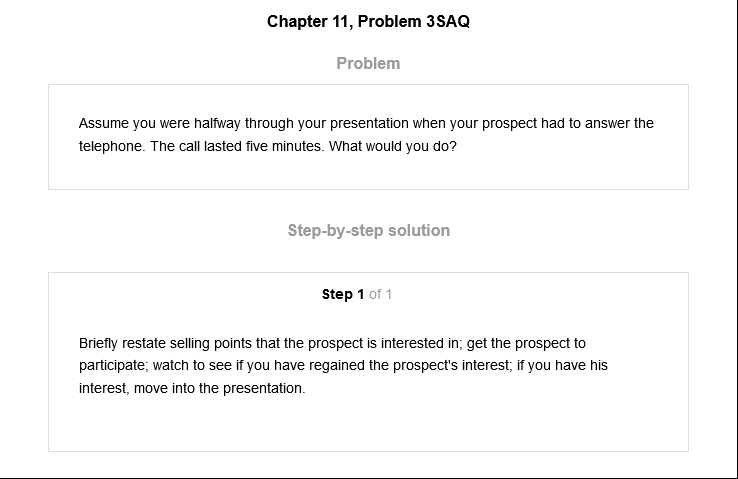 Chapter 11, Problem 3SAQ
Problem
Assume you were halfway through your presentation when your prospect had to answer the
telephone. The call lasted five minutes. What would you do?
Step-by-step solution
Step 1 of 1
Briefly restate selling points that the prospect is interested in; get the prospect to
participate; watch to see if you have regained the prospect's interest; if you have his
interest, move into the presentation.